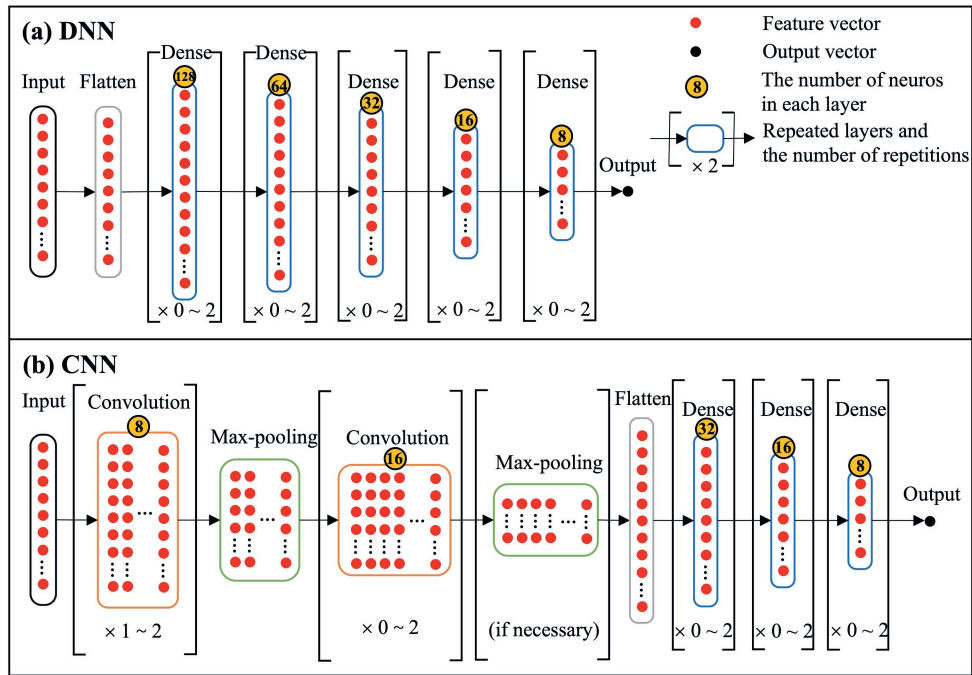 (a) DNN
Input
Flatten
Dense
128
× 0 ~ 2
Dense
64
× 0 ~ 2
Dense
32
× 0 ~ 2
Dense
16
× 0 ~ 2
Dense
8
× 0 ~ 2
Output
Feature vector
Output vector
8
The number of neuros
in each layer
× 2
Repeated layers and
the number of repetitions
(b) CNN
Input
Convolution
8
× 1 ~ 2
Max-pooling
Convolution
16
× 0 ~ 2
Max-pooling
(if necessary)
Flatten
Dense
32
× 0 ~ 2
Dense
16
× 0 ~ 2
Dense
8
× 0 ~ 2
Output